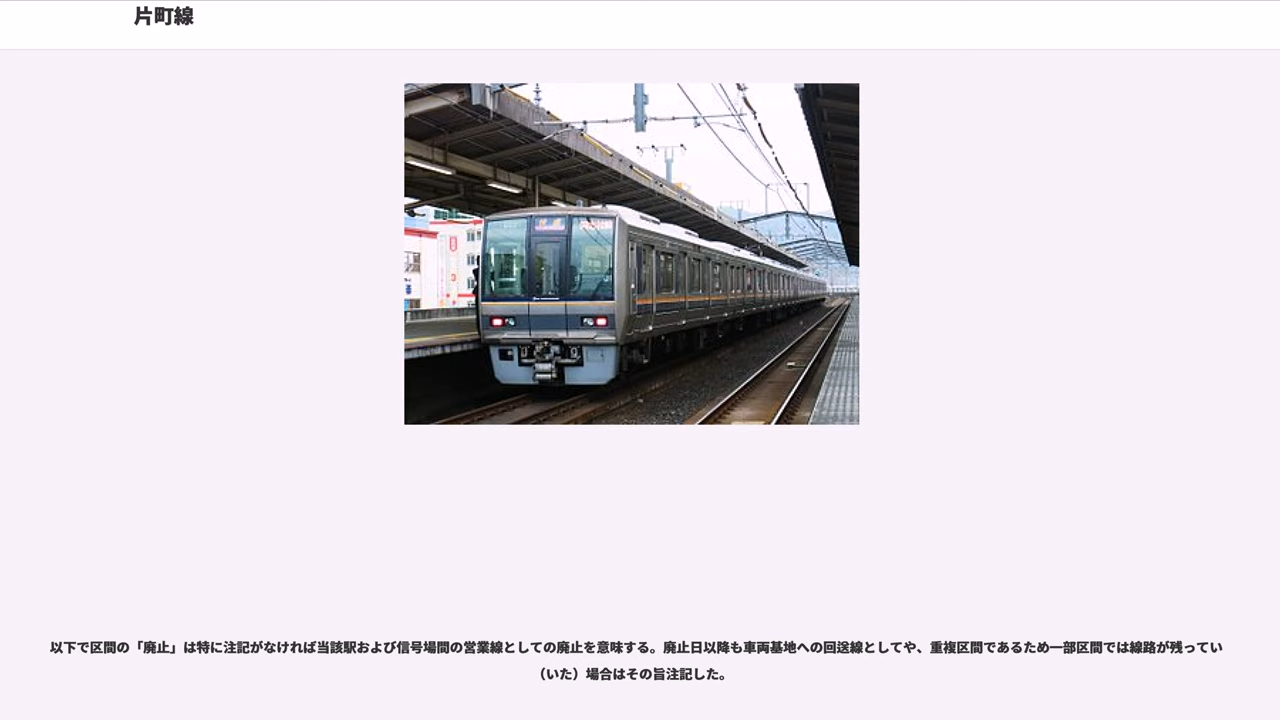 片町線
以下で区間の「廃止」は特に注記がなければ当該駅および信号場間の営業線としての廃止を意味する。廃止日以降も車両基地への回送線としてや、重複区間であるため一部区間では線路が残ってい
（いた）場合はその旨注記した。